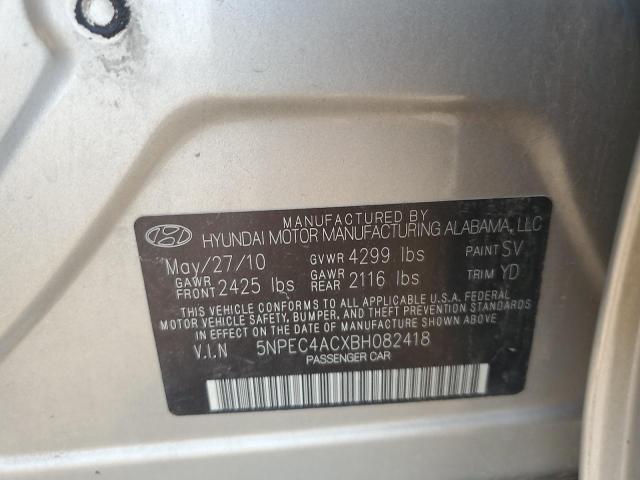 MANUFACTURED BY
HYUNDAI MOTOR MANUFACTURING ALABAMA, LLC
May/27/10 GVWR 4299 lbs PAINT SV
GAWR FRONT 2425 lbs GAWR REAR 2116 lbs TRIM YD
THIS VEHICLE CONFORMS TO ALL APPLICABLE U.S.A. FEDERAL
MOTOR VEHICLE SAFETY, BUMPER, AND THEFT PREVENTION STANDARDS
IN EFFECT ON THE DATE OF MANUFACTURE SHOWN ABOVE.
V.I.N 5NPEC4ACXBH082418
PASSENGER CAR